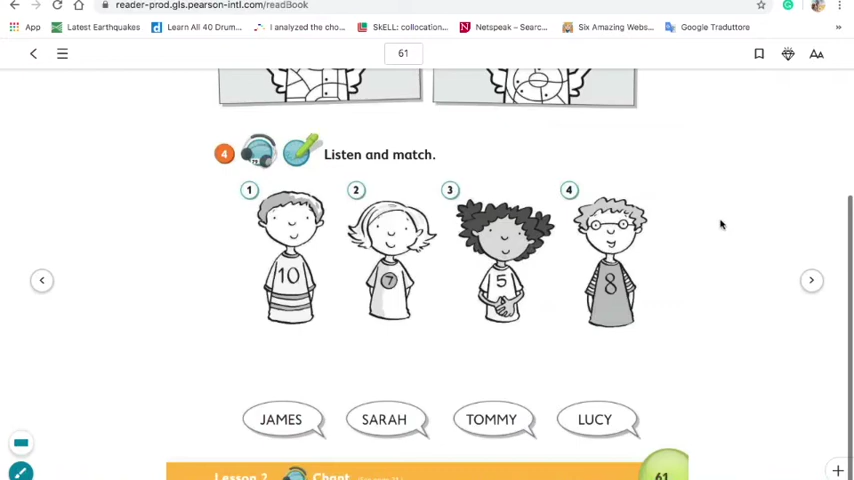 reader-prod.gls.pearson-intl.com/readBook
App Latest Earthquakes Learn All 40 Drum... I analyzed the cho... SkELL: collocation... Netspeak – Searc... Six Amazing Webs... Google Traduttore
61
AA
4 Listen and match.
1 2 3 4
10 7 5 8
JAMES SARAH TOMMY LUCY
Lesson 2 Chant
61